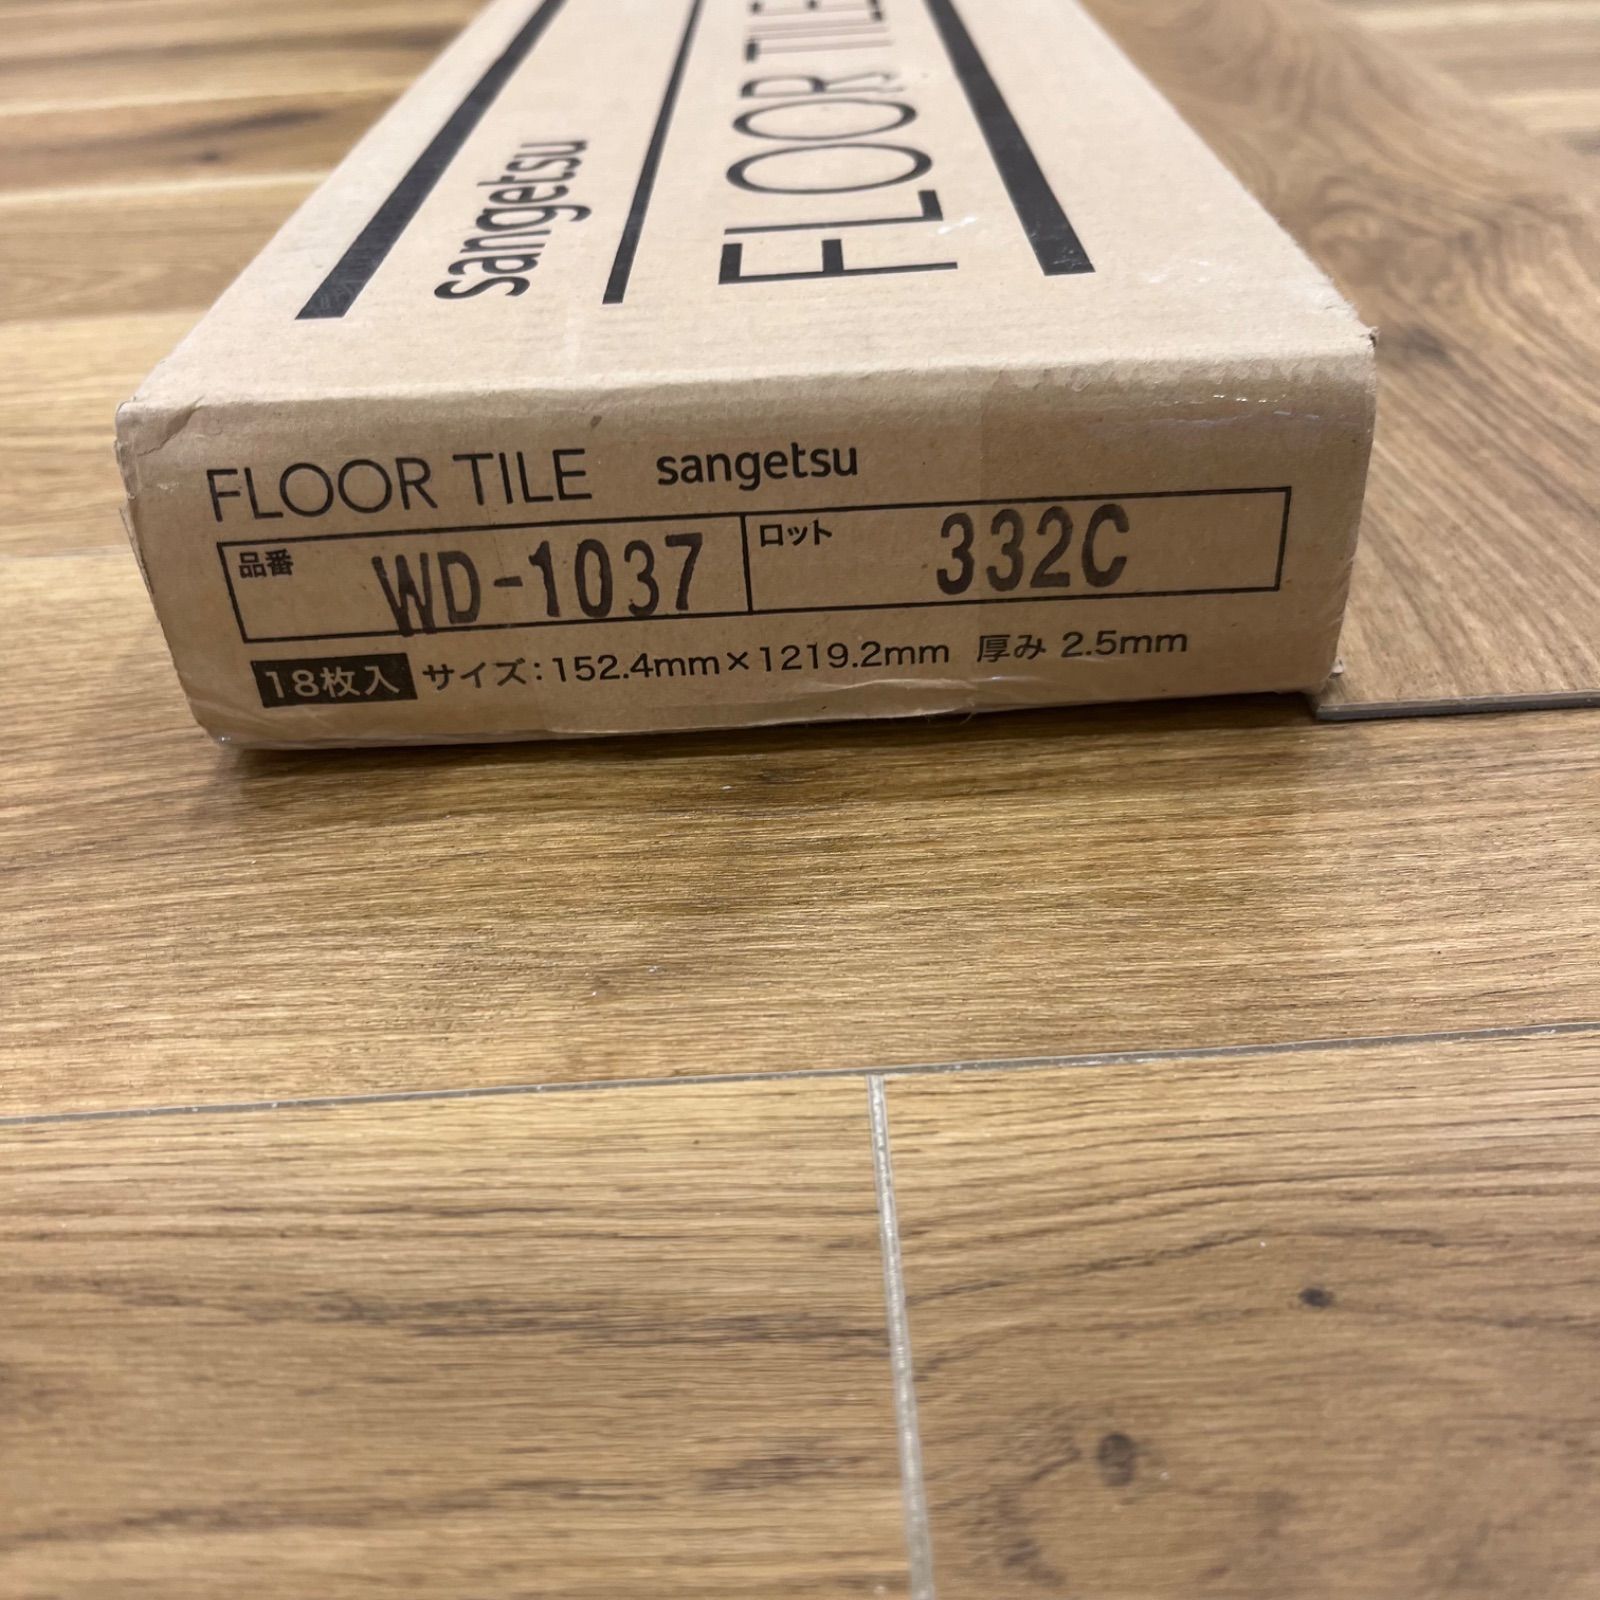 sangetsu
FLOOR TILE
FLOOR TILE sangetsu
品番 WD-1037 ロット 332C
18枚入 サイズ:152.4mm×1219.2mm 厚み 2.5mm